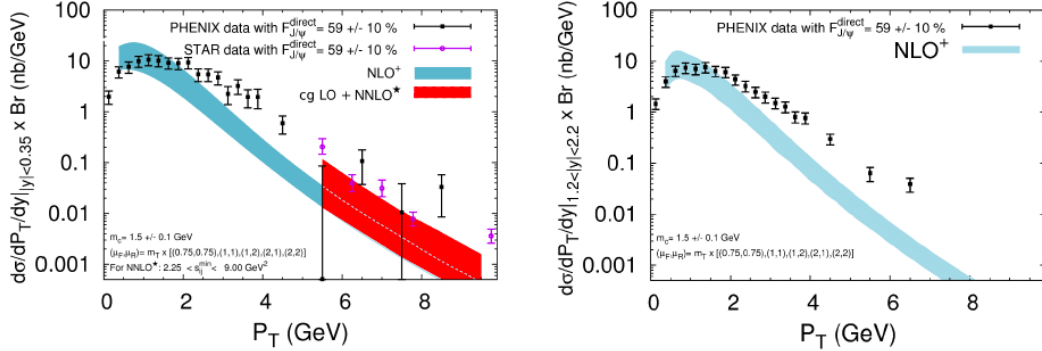 PHENIX data with F_{J/ψ}^{direct} = 59 +/- 10 %
STAR data with F_{J/ψ}^{direct} = 59 +/- 10 %
NLO⁺
cg LO + NNLO★
dσ/dP_T/dy|_{|y|<0.35} x Br (nb/GeV)
100
10
1
0.1
0.01
0.001
m_c = 1.5 +/- 0.1 GeV
(μ_F,μ_R)= m_T x [(0.75,0.75),(1,1),(1,2),(2,1),(2,2)]
For NNLO★: 2.25 < s_{ij}^{min} < 9.00 GeV²
0 2 4 6 8
P_T (GeV)
PHENIX data with F_{J/ψ}^{direct} = 59 +/- 10 %
NLO⁺
dσ/dP_T/dy|_{1.2<|y|<2.2} x Br (nb/GeV)
100
10
1
0.1
0.01
0.001
m_c = 1.5 +/- 0.1 GeV
(μ_F,μ_R)= m_T x [(0.75,0.75),(1,1),(1,2),(2,1),(2,2)]
0 2 4 6 8
P_T (GeV)